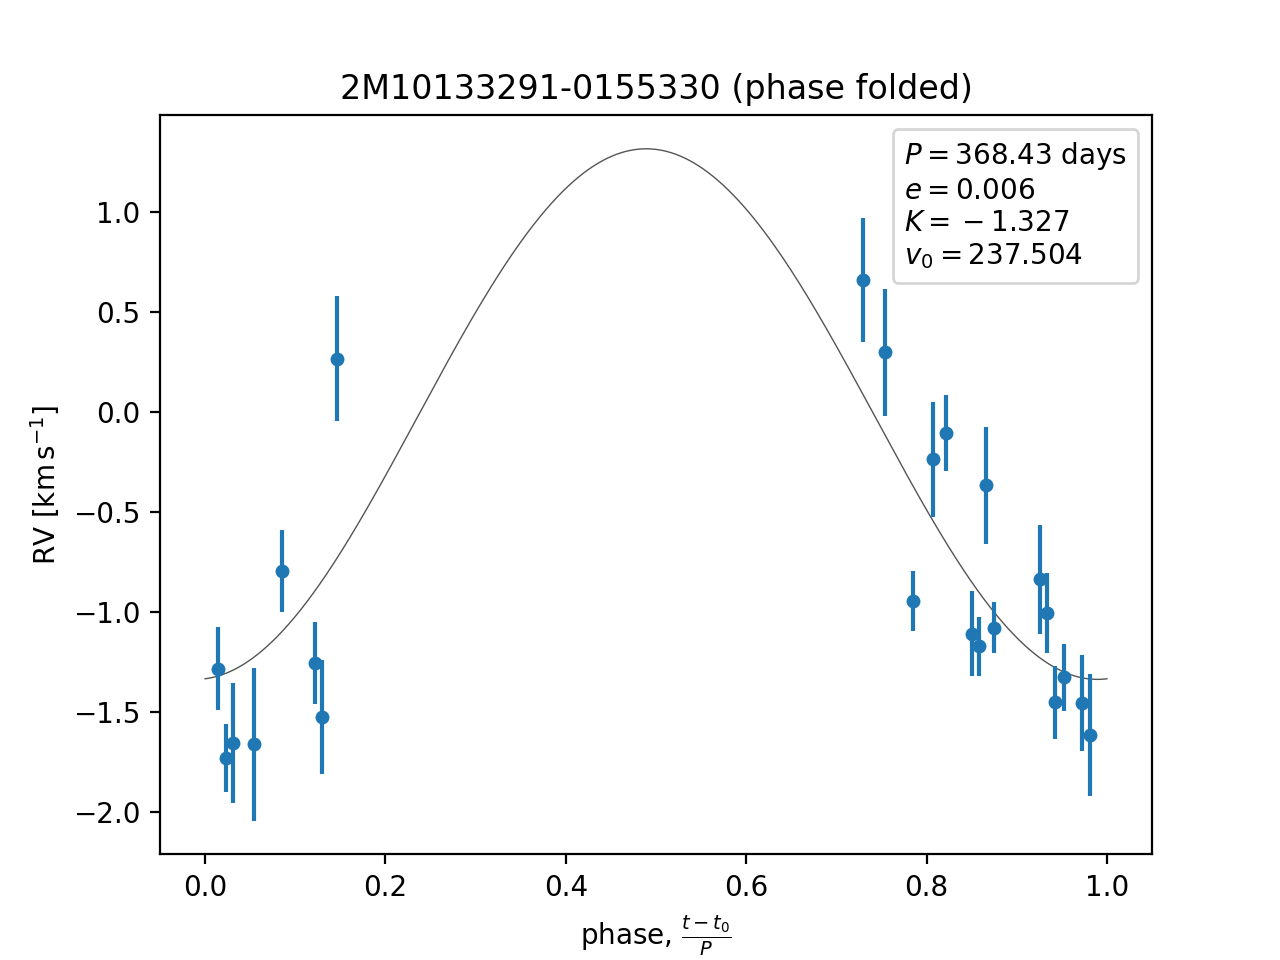 2M10133291-0155330 (phase folded)
P = 368.43 days
e = 0.006
K = −1.327
v₀ = 237.504
1.0
0.5
0.0
−0.5
−1.0
−1.5
−2.0
RV [km s⁻¹]
0.0 0.2 0.4 0.6 0.8 1.0
phase, (t − t₀)/P